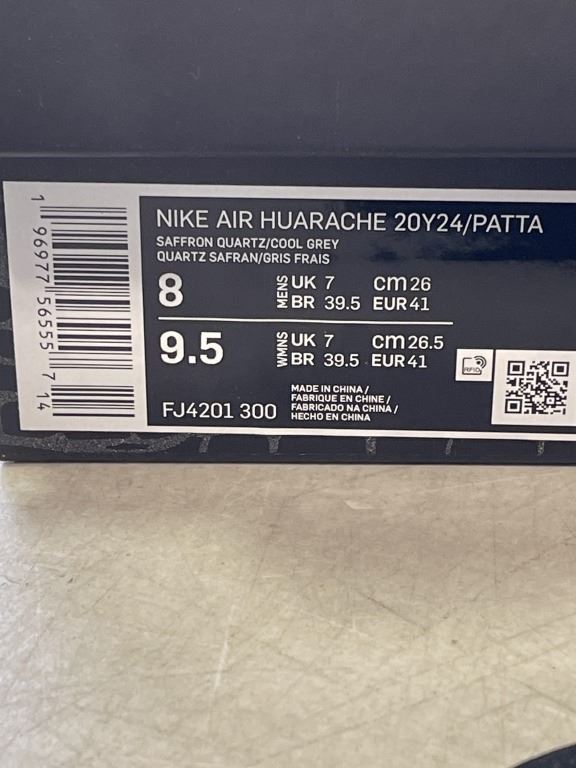 NIKE AIR HUARACHE 20Y24/PATTA
SAFFRON QUARTZ/COOL GREY
QUARTZ SAFRAN/GRIS FRAIS
8 MENS UK 7 cm 26
BR 39.5 EUR 41
9.5 WMNS UK 7 cm 26.5
BR 39.5 EUR 41
RFID
FJ4201 300
MADE IN CHINA /
FABRIQUE EN CHINE /
FABRICADO NA CHINA /
HECHO EN CHINA
1 96977 56555 7 14